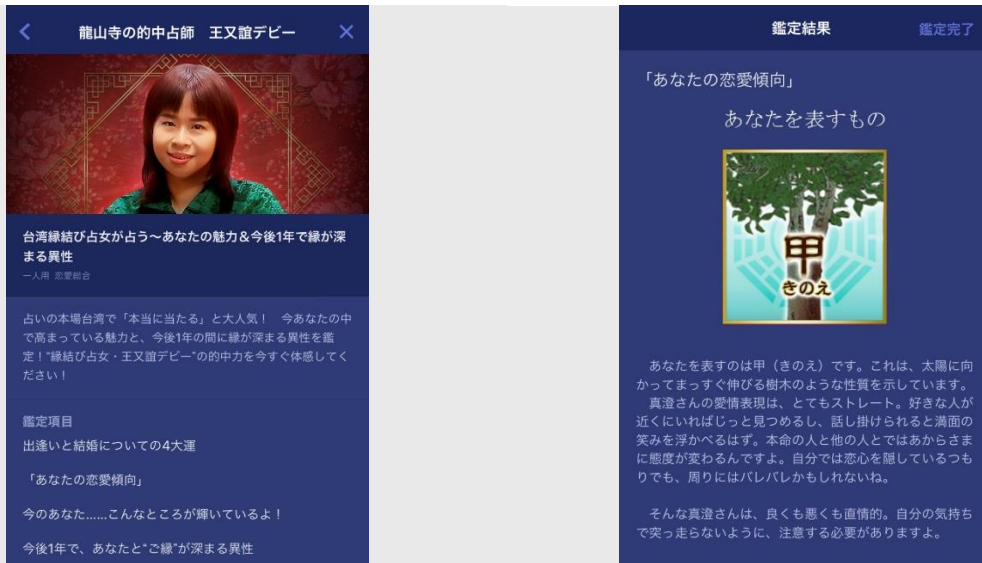 龍山寺の的中占師　王又誼デビー
台湾縁結び占女が占う～あなたの魅力＆今後1年で縁が深
まる異性
一人用 恋愛総合
占いの本場台湾で「本当に当たる」と大人気！　今あなたの中
で高まっている魅力と、今後1年の間に縁が深まる異性を鑑
定！“縁結び占女・王又誼デビー”の的中力を今すぐ体感してく
ださい！
鑑定項目
出逢いと結婚についての4大運
「あなたの恋愛傾向」
今のあなた……こんなところが輝いているよ！
今後1年で、あなたと“ご縁”が深まる異性
鑑定結果
鑑定完了
「あなたの恋愛傾向」
あなたを表すもの
甲
きのえ
あなたを表すのは甲（きのえ）です。これは、太陽に向
かってまっすぐ伸びる樹木のような性質を示しています。
真澄さんの愛情表現は、とてもストレート。好きな人が
近くにいればじっと見つめるし、話し掛けられると満面の
笑みを浮かべるはず。本命の人と他の人とではあからさま
に態度が変わるんですよ。自分では恋心を隠しているつも
りでも、周りにはバレバレかもしれないね。
そんな真澄さんは、良くも悪くも直情的。自分の気持ち
で突っ走らないように、注意する必要がありますよ。